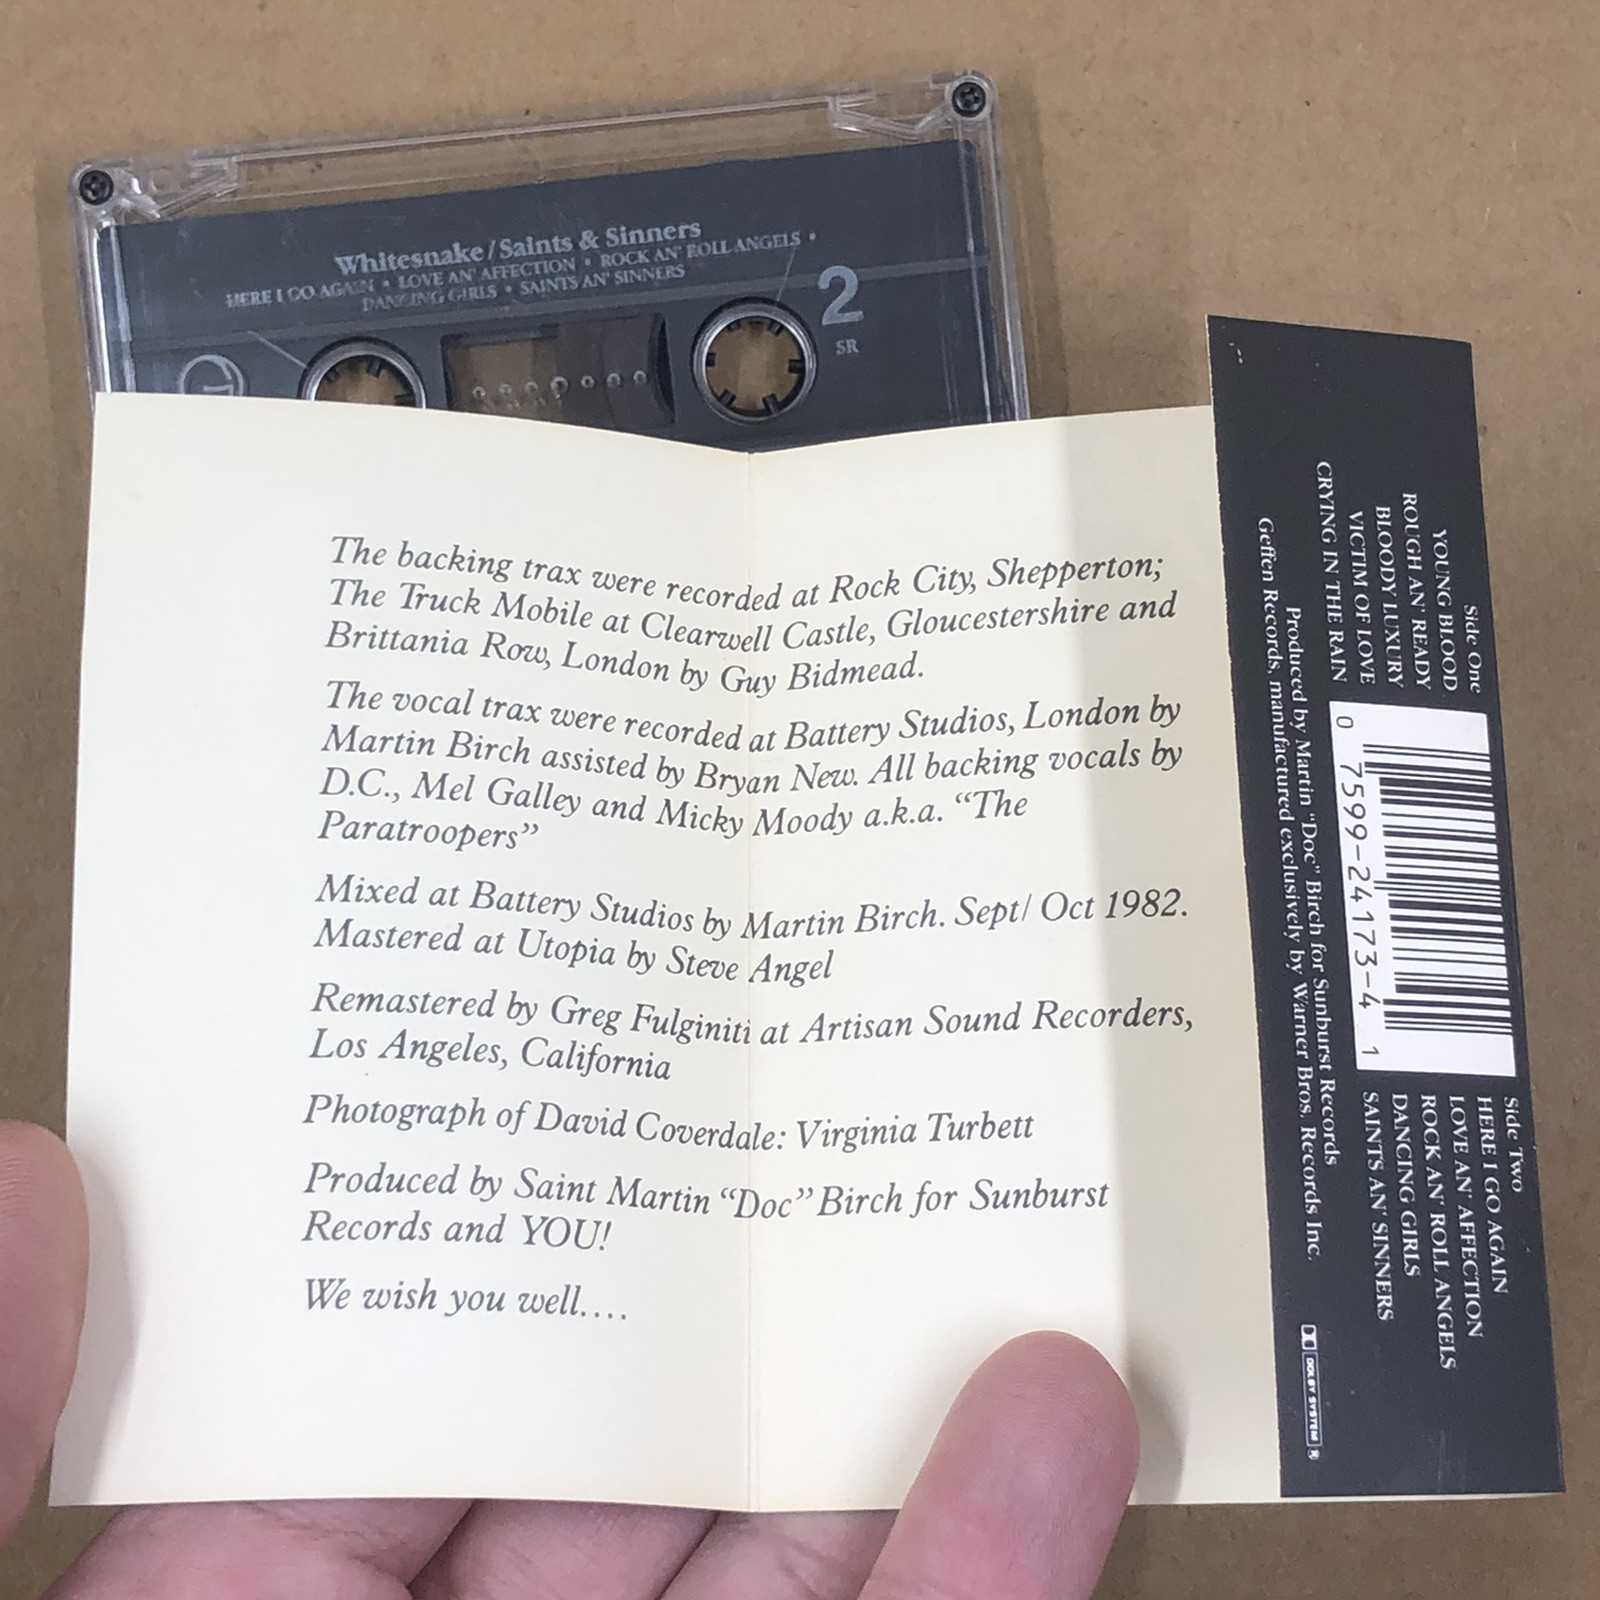 Whitesnake/Saints & Sinners
HERE I GO AGAIN • LOVE AN' AFFECTION • ROCK AN' ROLL ANGELS •
DANCING GIRLS • SAINTS AN' SINNERS
2
SR
The backing trax were recorded at Rock City, Shepperton;
The Truck Mobile at Clearwell Castle, Gloucestershire and
Brittania Row, London by Guy Bidmead.
The vocal trax were recorded at Battery Studios, London by
Martin Birch assisted by Bryan New. All backing vocals by
D.C., Mel Galley and Micky Moody a.k.a. “The
Paratroopers”
Mixed at Battery Studios by Martin Birch. Sept/ Oct 1982.
Mastered at Utopia by Steve Angel
Remastered by Greg Fulginiti at Artisan Sound Recorders,
Los Angeles, California
Photograph of David Coverdale: Virginia Turbett
Produced by Saint Martin “Doc” Birch for Sunburst
Records and YOU!
We wish you well....
Side One
YOUNG BLOOD
ROUGH AN' READY
BLOODY LUXURY
VICTIM OF LOVE
CRYING IN THE RAIN
0 7599-24173-4 1
Side Two
HERE I GO AGAIN
LOVE AN' AFFECTION
ROCK AN' ROLL ANGELS
DANCING GIRLS
SAINTS AN' SINNERS
Produced by Martin "Doc" Birch for Sunburst Records
Geffen Records, manufactured exclusively by Warner Bros. Records Inc.
DOLBY SYSTEM ®